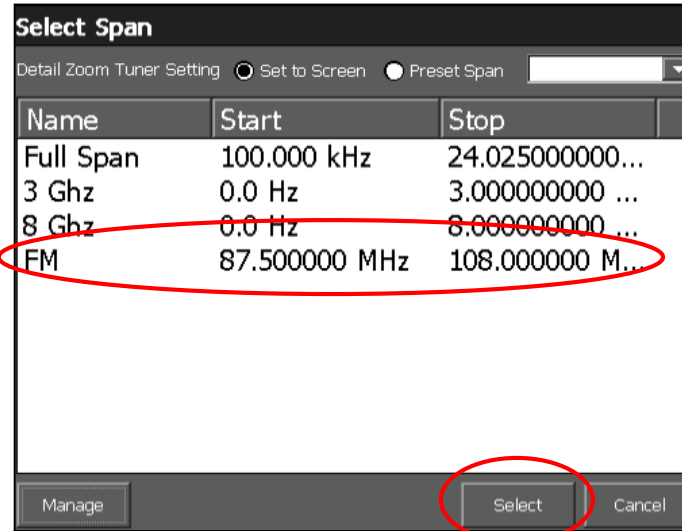 Select Span
Detail Zoom Tuner Setting Set to Screen Preset Span
Name Start Stop
Full Span 100.000 kHz 24.025000000...
3 Ghz 0.0 Hz 3.000000000 ...
8 Ghz 0.0 Hz 8.000000000 ...
FM 87.500000 MHz 108.000000 M...
Manage Select Cancel